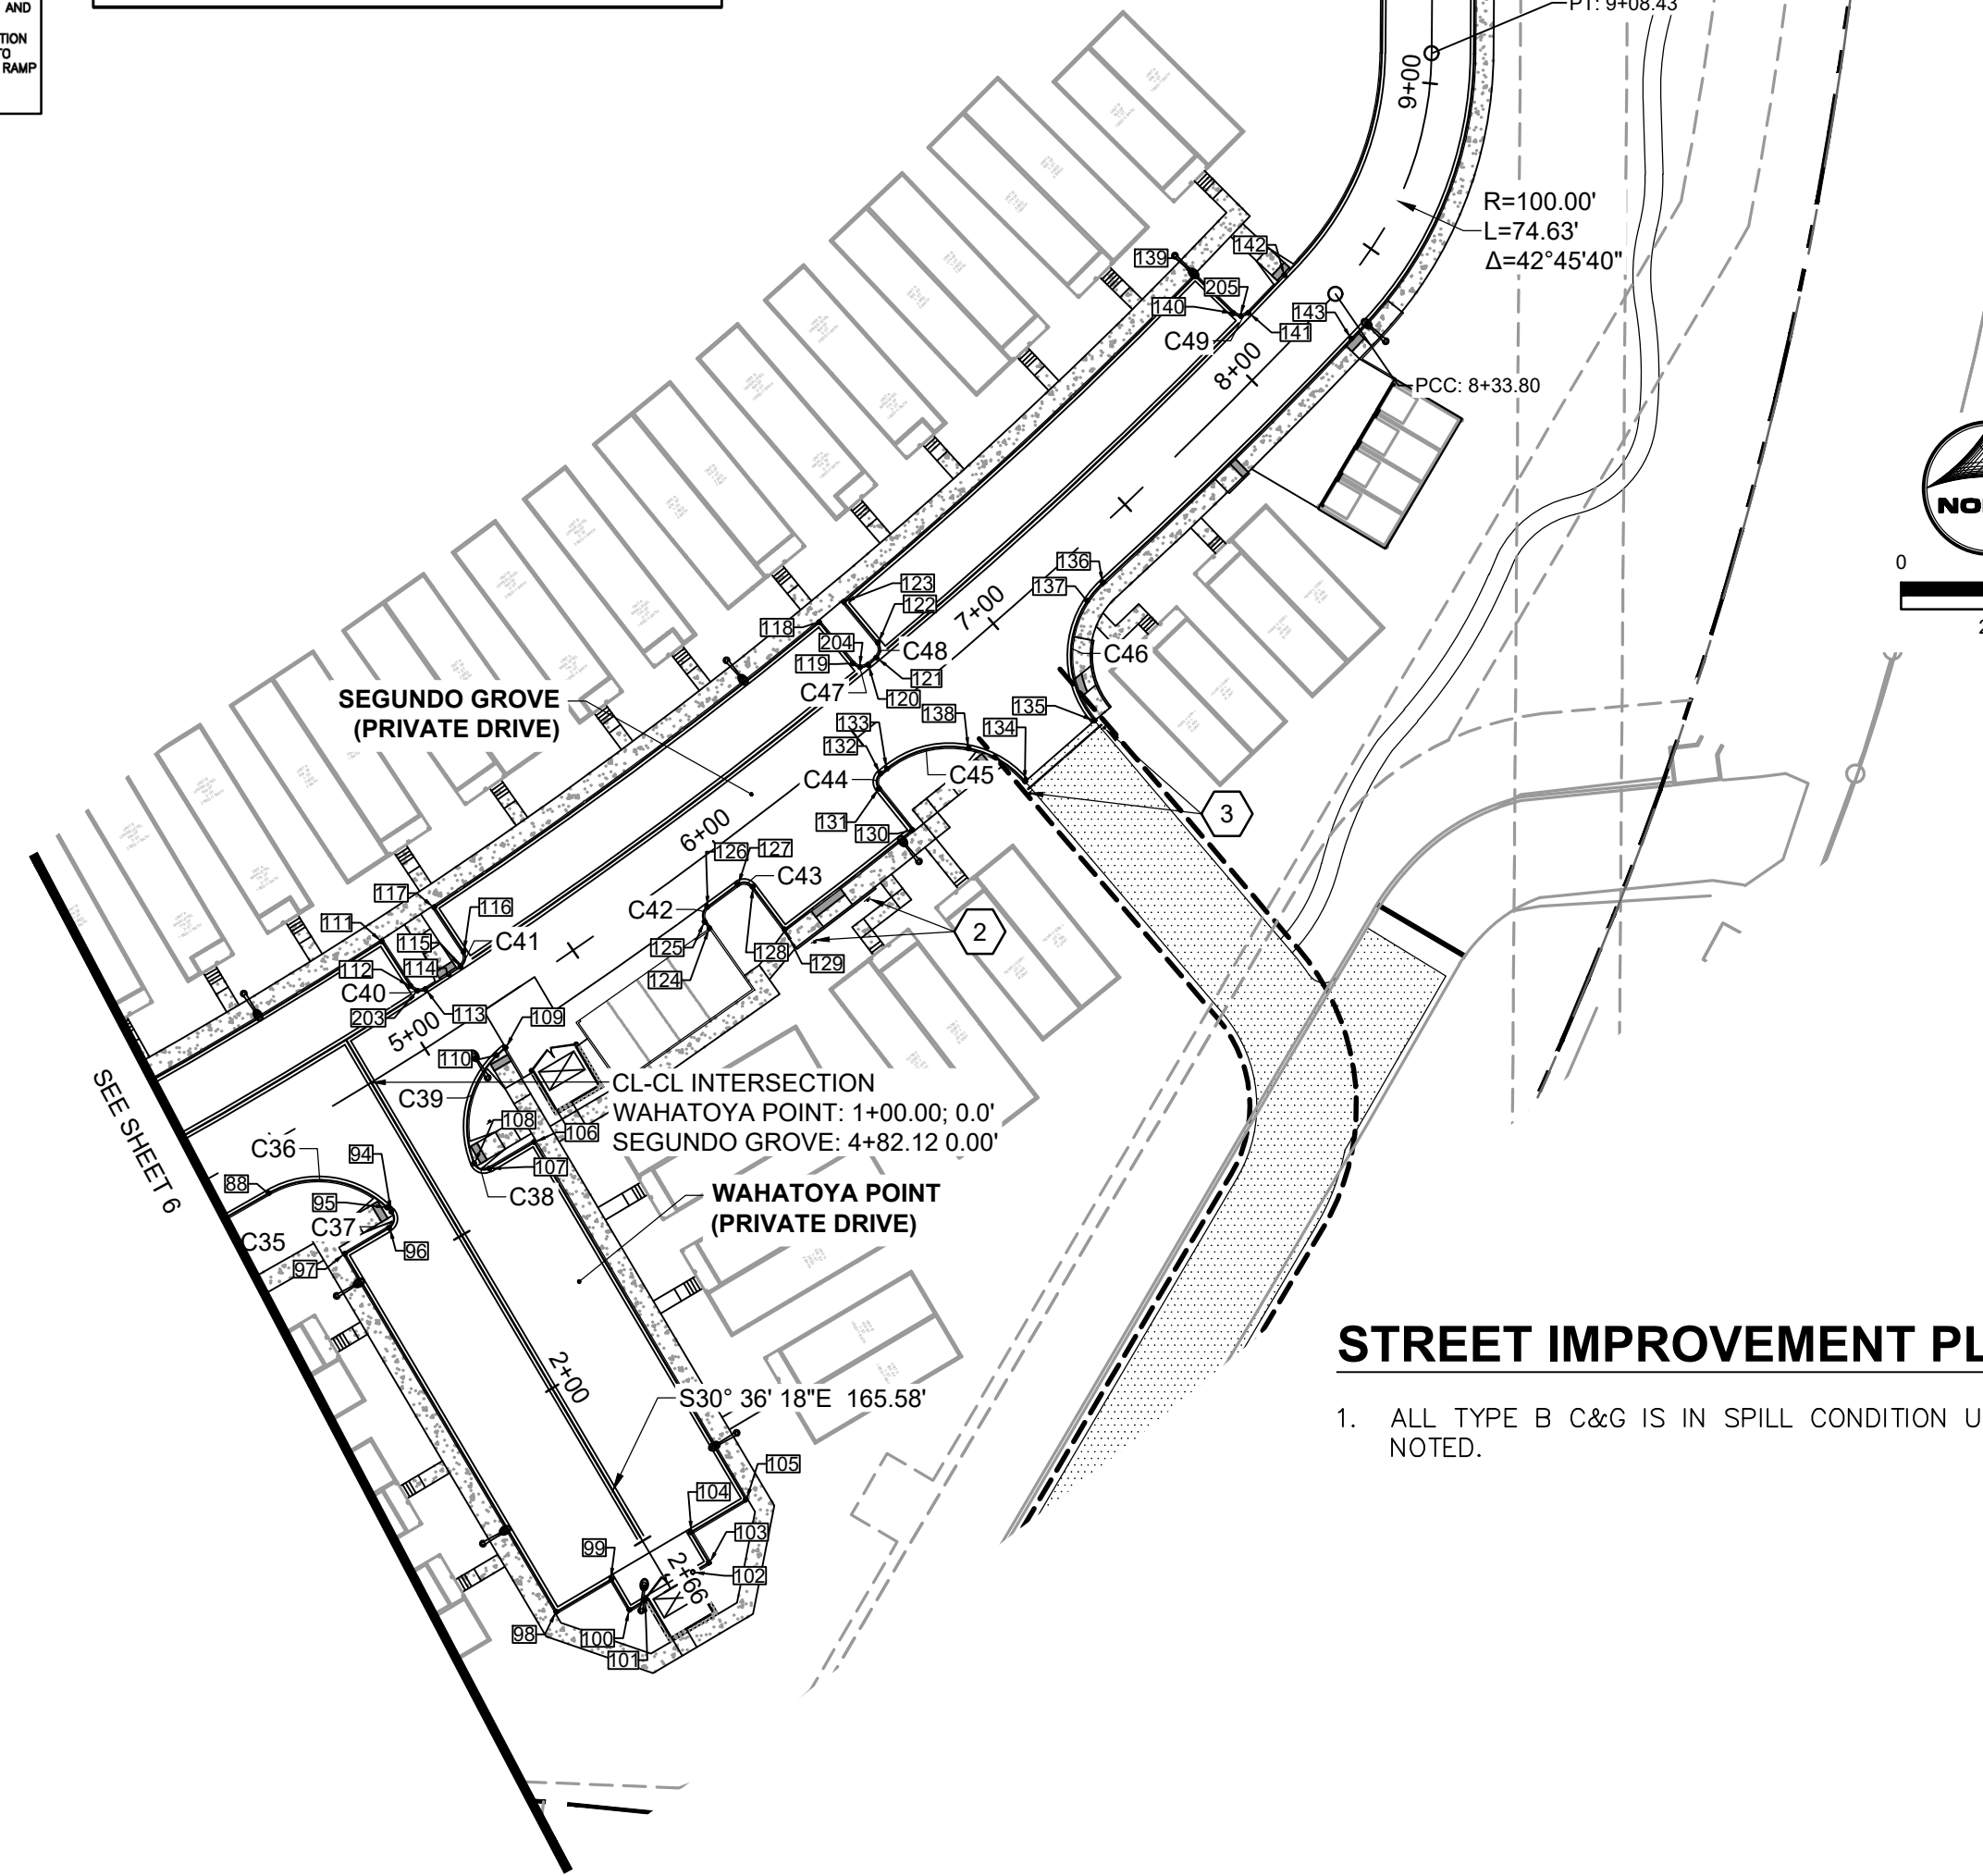 AND
TION
TO
RAMP
PT: 9+08.43
9+00
R=100.00'
L=74.63'
Δ=42°45'40"
142
139
205
140
143
141
C49
8+00
PCC: 8+33.80
NO
0
2
136
137
123
122
7+00
118
204
C48
C46
119
121
C47
120
SEGUNDO GROVE
(PRIVATE DRIVE)
135
138
133
134
132
C44
C45
3
131
6+00
130
126
127
C43
117
116
C42
111
115
C41
125
2
128
129
114
112
124
C40
203
113
109
5+00
110
CL-CL INTERSECTION
C39
WAHATOYA POINT: 1+00.00; 0.0'
108
106
SEGUNDO GROVE: 4+82.12 0.00'
SEE SHEET 6
C36
94
107
88
C38
WAHATOYA POINT
(PRIVATE DRIVE)
95
C37
C35
96
97
STREET IMPROVEMENT PL
2+00
S30° 36' 18"E 165.58'
1. ALL TYPE B C&G IS IN SPILL CONDITION U
NOTED.
105
104
103
99
102
2+66
98
100
101